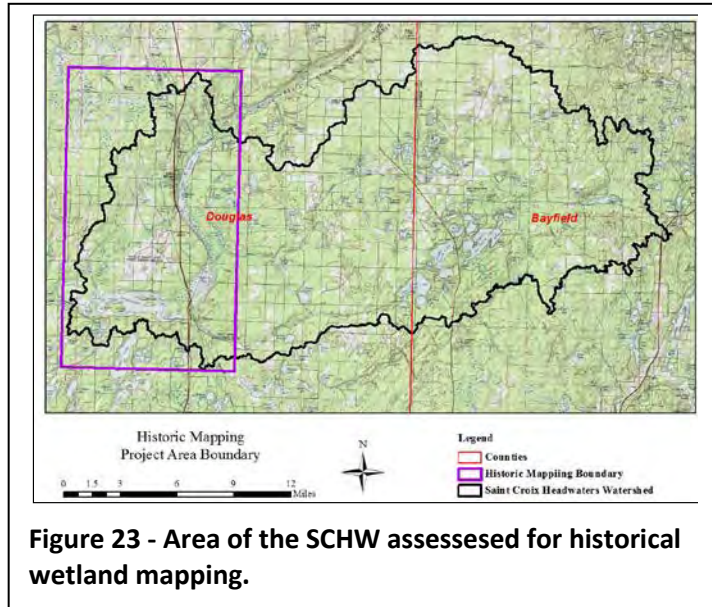 Douglas
Bayfield
Historic Mapping
Project Area Boundary
N
0 1.5 3 6 9 12
Miles
Legend
Counties
Historic Mappiing Boundary
Saint Croix Headwaters Watershed
Figure 23 - Area of the SCHW assessesed for historical
wetland mapping.